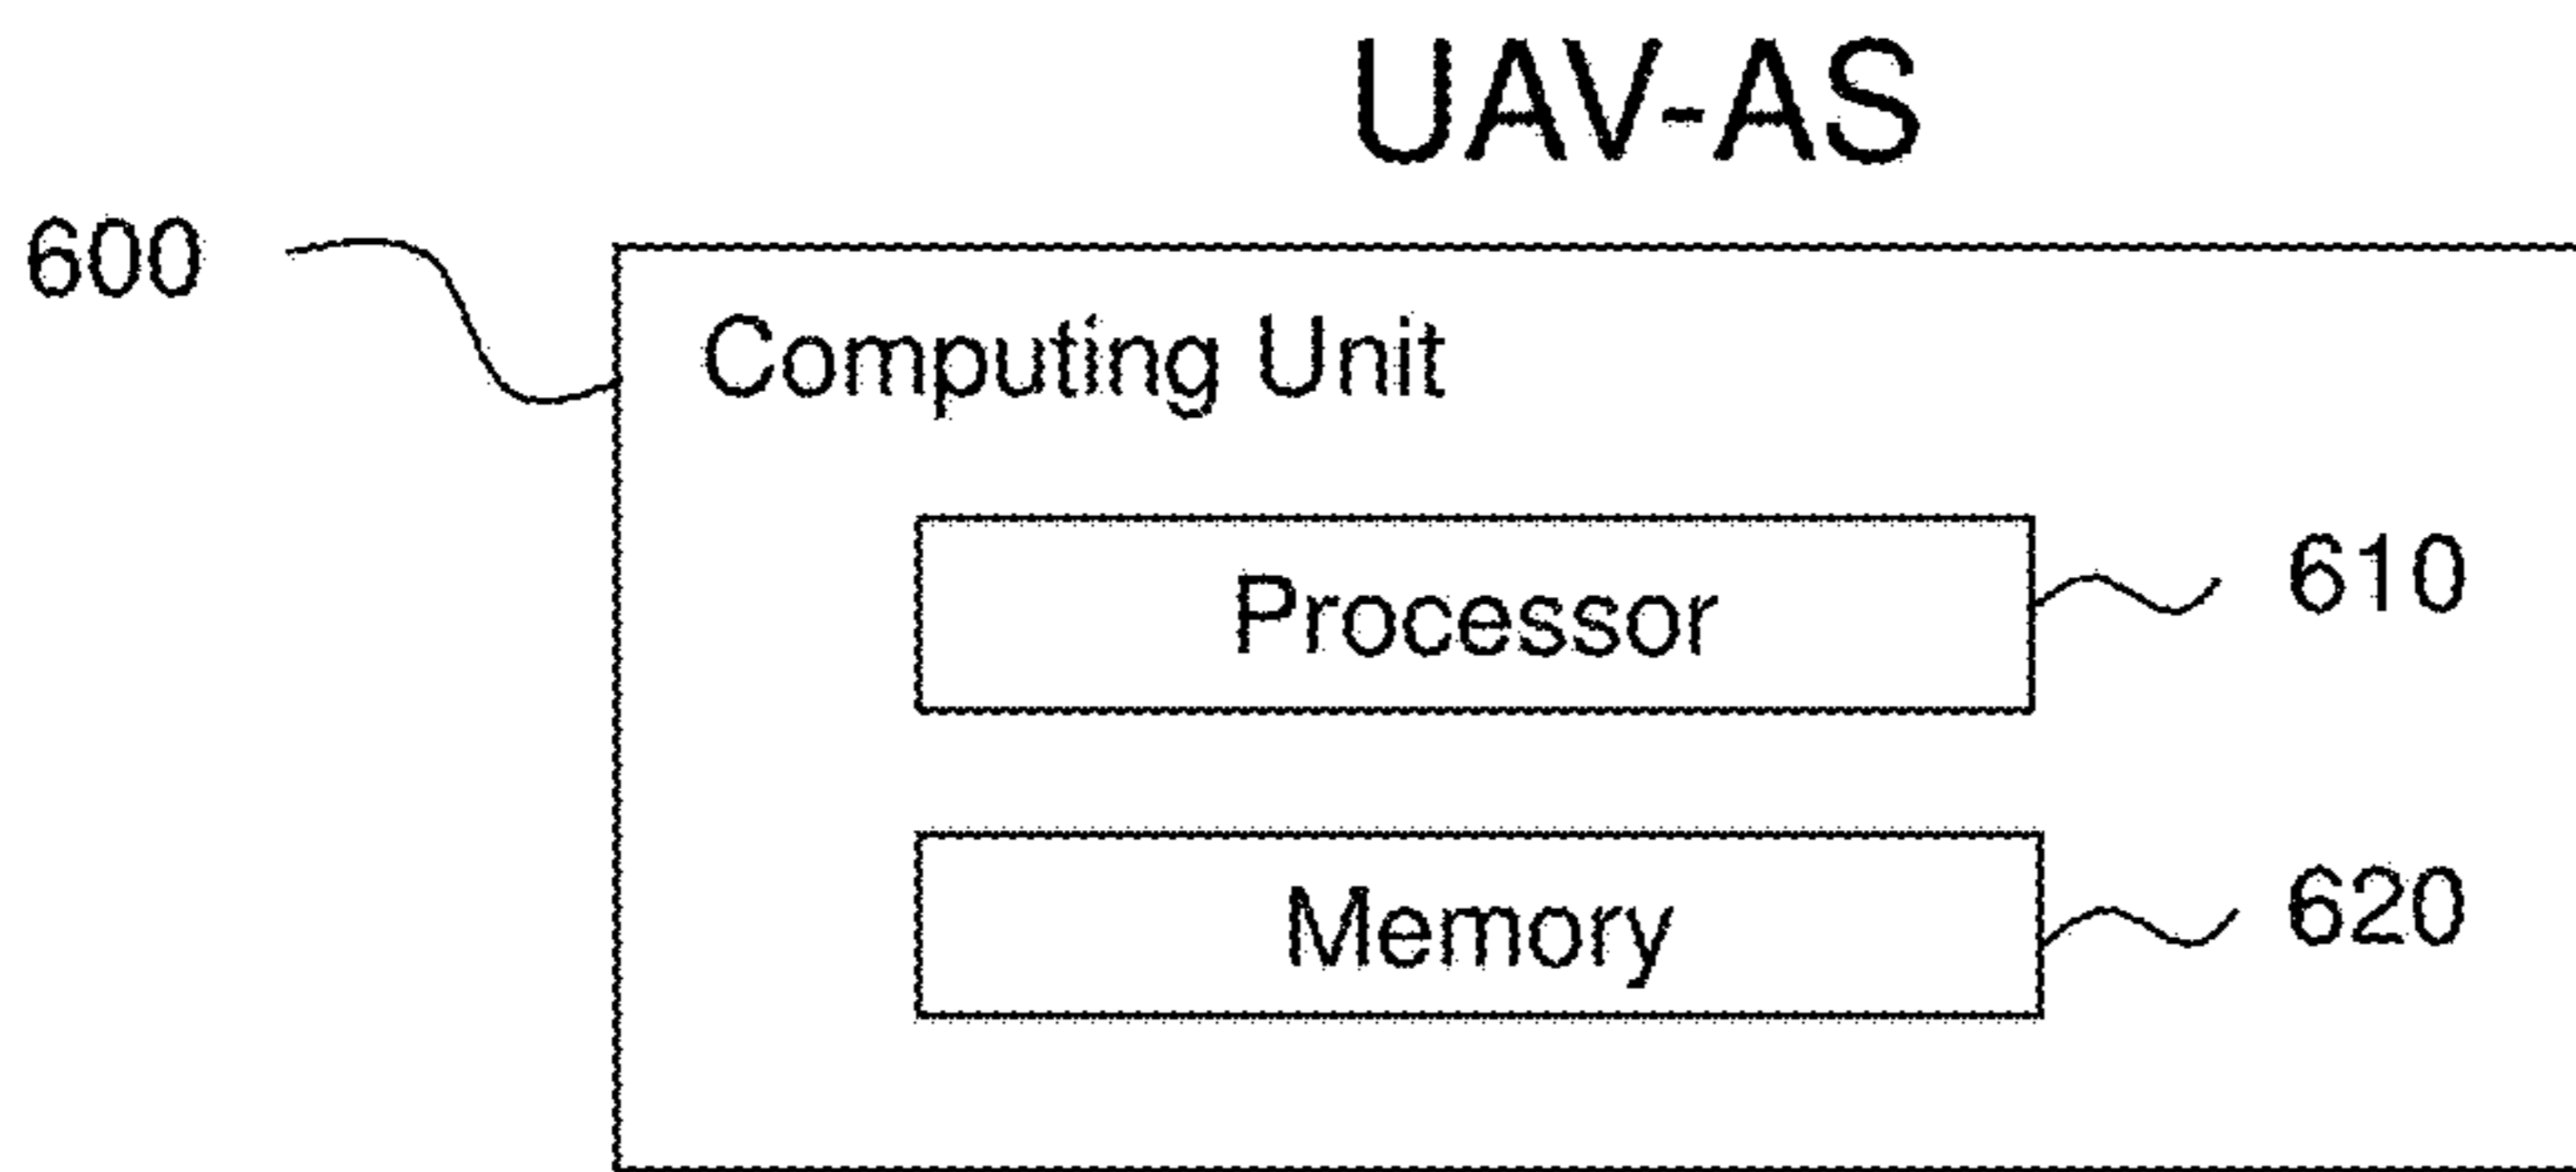 UAV-AS
600
Computing Unit
Processor
610
Memory
620